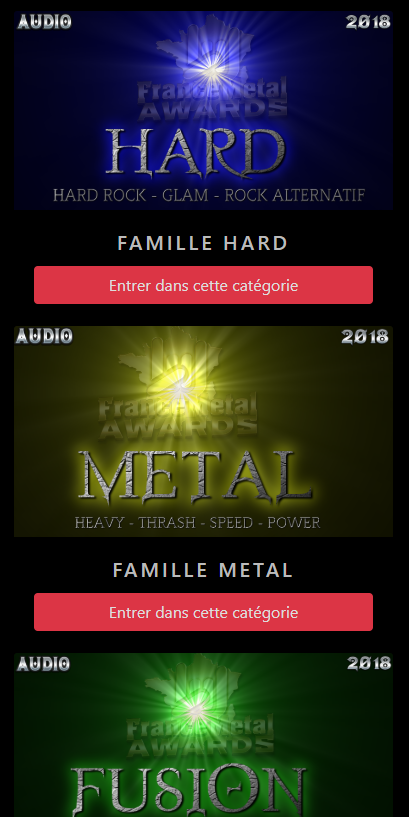 AUDIO 2018
France Metal
AWARDS
HARD
HARD ROCK - GLAM - ROCK ALTERNATIF
FAMILLE HARD
Entrer dans cette catégorie
AUDIO 2018
France Metal
AWARDS
METAL
HEAVY - THRASH - SPEED - POWER
FAMILLE METAL
Entrer dans cette catégorie
AUDIO 2018
France Metal
AWARDS
FUSION